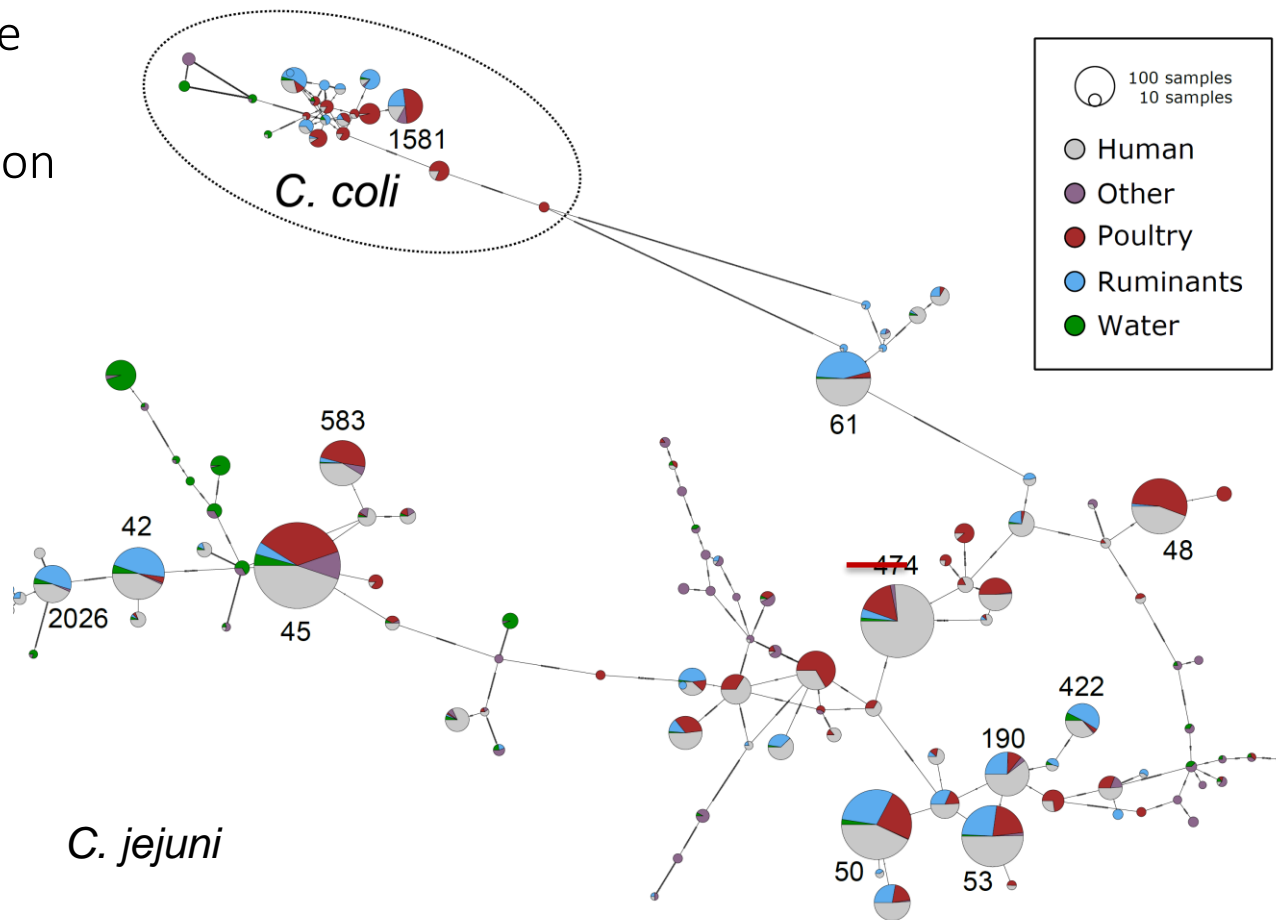 e
on
100 samples
10 samples
Human
Other
Poultry
Ruminants
Water
1581
C. coli
61
583
42
48
474
2026
45
422
190
C. jejuni
50
53